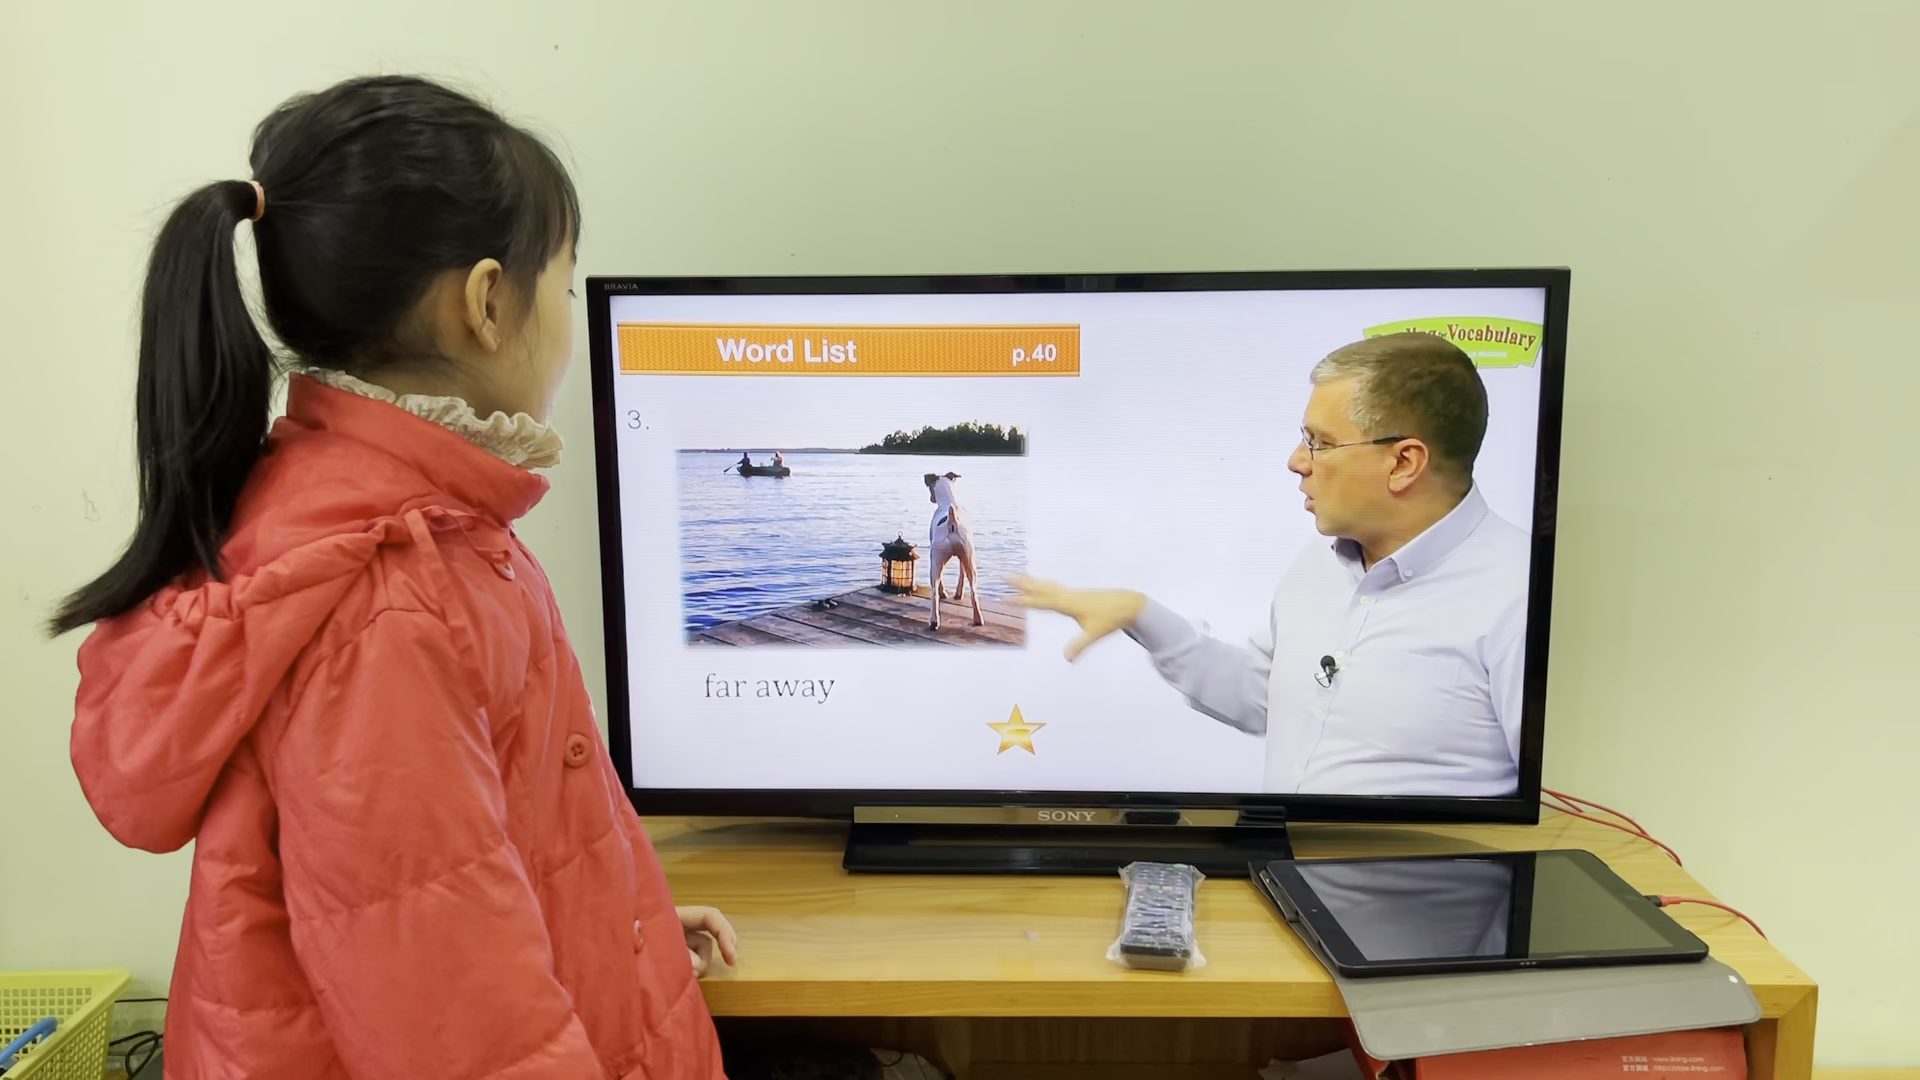 BRAVIA
Word List p.40
Vocabulary
3.
far away
SONY